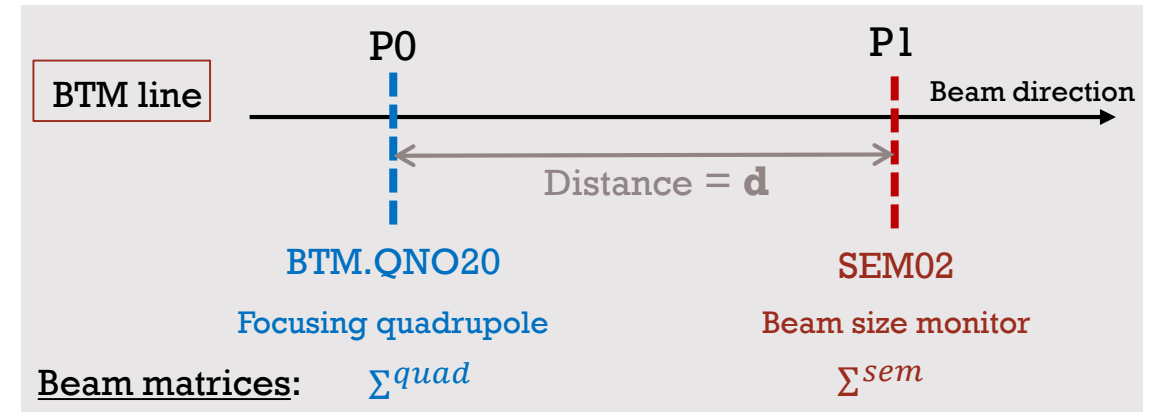 P0 P1
BTM line
Beam direction
Distance = d
BTM.QNO20 SEM02
Focusing quadrupole Beam size monitor
Beam matrices: ∑^quad ∑^sem